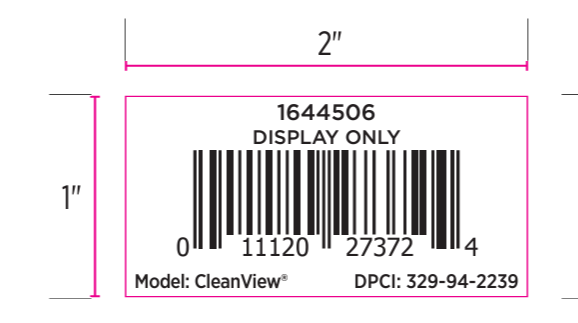 2"
1"
1644506
DISPLAY ONLY
0 11120 27372 4
Model: CleanView® DPCI: 329-94-2239